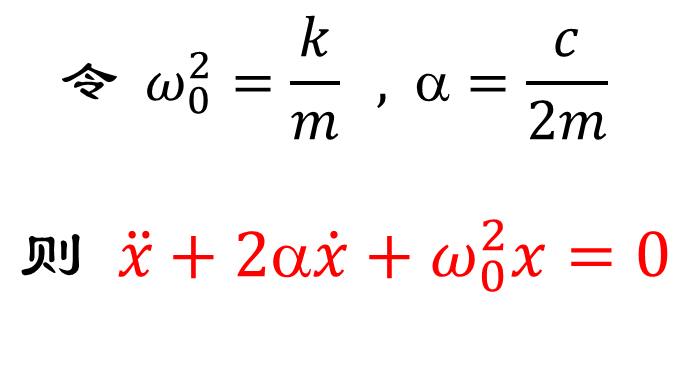 令 ω₀² = k/m , α = c/2m
则 ẍ + 2αẋ + ω₀²x = 0